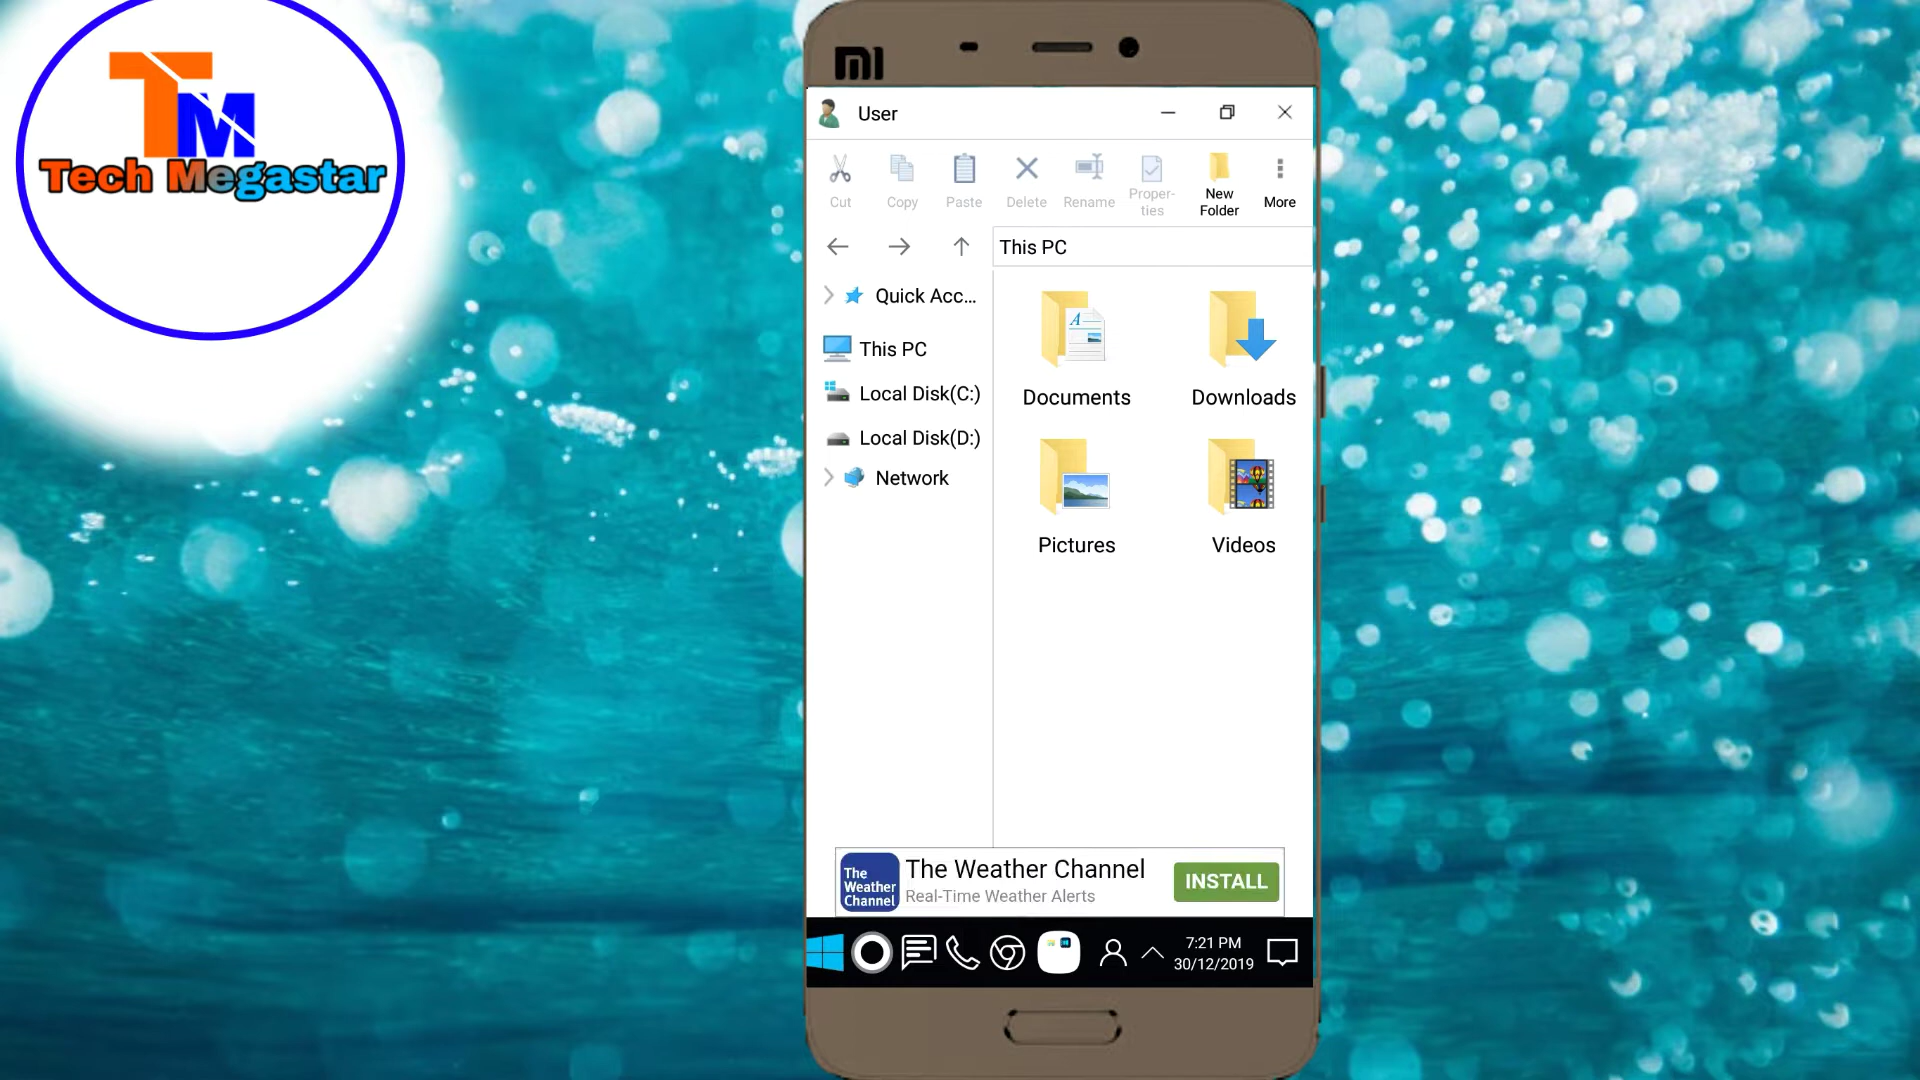 TM
Tech Megastar
MI
User
Cut
Copy
Paste
Delete
Rename
Proper-
ties
New
Folder
More
This PC
Quick Acc...
This PC
Local Disk(C:)
Local Disk(D:)
Network
A
Documents
Downloads
Pictures
Videos
The
Weather
Channel
The Weather Channel
Real-Time Weather Alerts
INSTALL
7:21 PM
30/12/2019